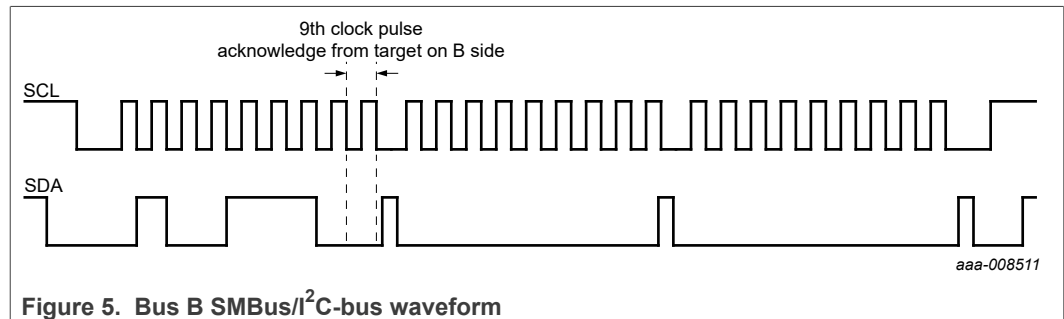 9th clock pulse
acknowledge from target on B side
SCL
SDA
aaa-008511
Figure 5. Bus B SMBus/I²C-bus waveform